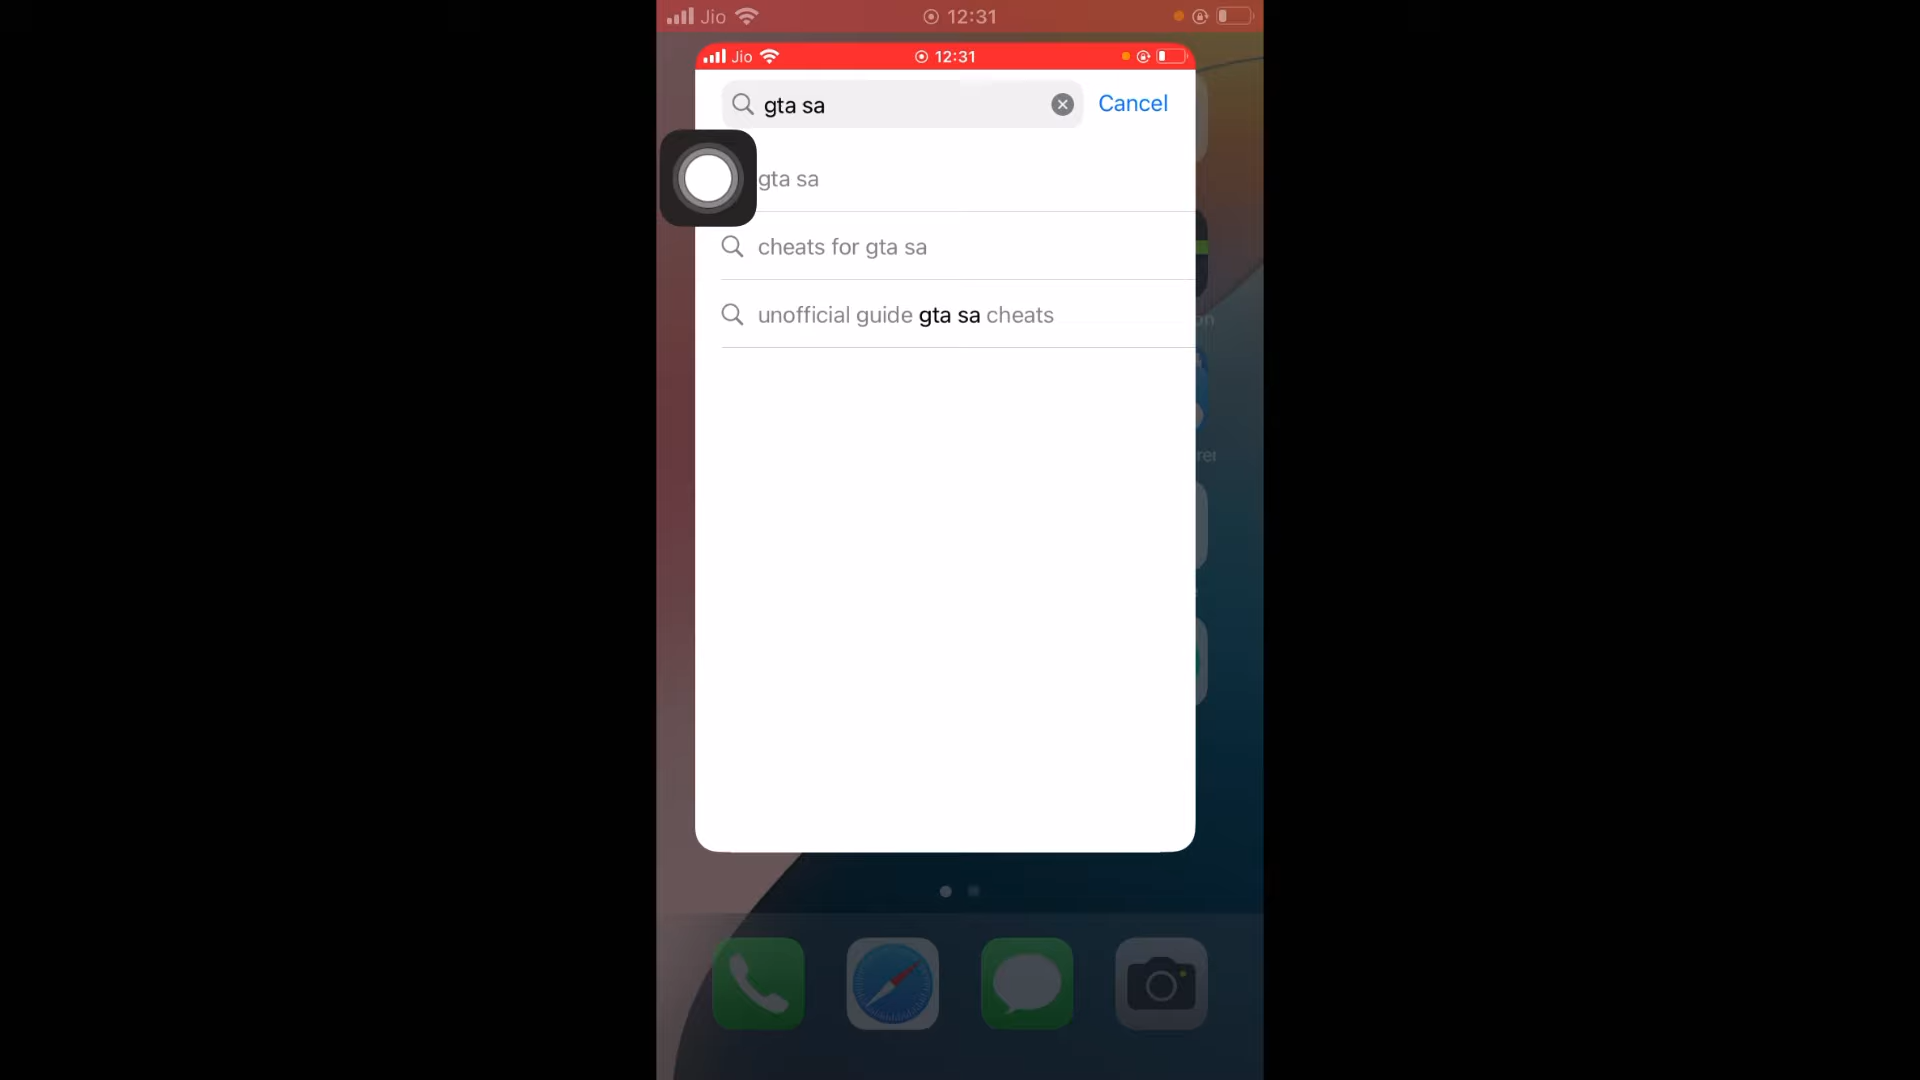 Jio 12:31
Jio 12:31
gta sa Cancel
gta sa
cheats for gta sa
unofficial guide gta sa cheats